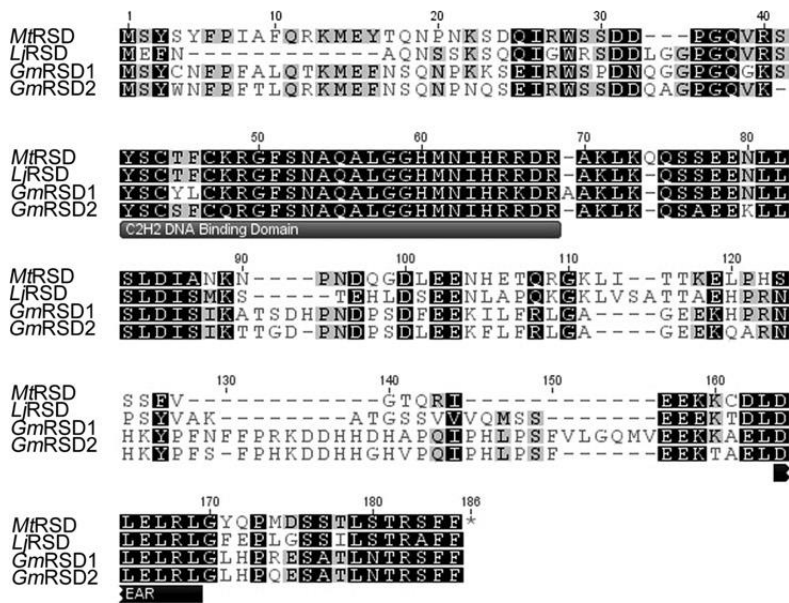 1 10 20 30 40
MtRSD MSYSYFPIAFQRKMEYTQNPNKSDQIRWSSDD---PGQVRS
LjRSD MEFN------------AQNSSKSQQIGWRSDDLGGPGQVRS
GmRSD1 MSYCNFPFALQTKMEFNSQNPKKSEIRWSPDNQGGPGQGKS
GmRSD2 MSYWNFPFTLQRKMEFNSQNPNQSEIRWSSDDQAGPGQVK-
50 60 70 80
MtRSD YSCTFCKRGFSNAQALGGHMNIHRRDR-AKLKQQSSEENLL
LjRSD YSCTFCKRGFSNAQALGGHMNIHRRDR-AKLK-QSSEENLL
GmRSD1 YSCYLCKRGFSNAQALGGHMNIHRKDRAAKLK-QSSEENLL
GmRSD2 YSCSFCQRGFSNAQALGGHMNIHRRDR-AKLK-QSAEEKLL
C2H2 DNA Binding Domain
90 100 110 120
MtRSD SLDIANKN----PNDQGDLEENHETQRGKLI--TTKELPHS
LjRSD SLDISMKS-----TEHLDSEENLAPQKGKLVSATTAEHPRN
GmRSD1 SLDISIKATSDHPNDPSDFEEKILFRLGA----GEEKHPRN
GmRSD2 SLDISIKTTGD-PNDPSDLEEKFLFRLGA----GEEKQARN
130 140 150 160
MtRSD SSFV------------GTQRI------------EEKKCDLD
LjRSD PSYVAK--------ATGSSVVVQMSS-------EEKKTDLD
GmRSD1 HKYPFNFFPRKDDHHDHAPQIPHLPSFVLGQMVEEKKAELD
GmRSD2 HKYPFS-FPHKDDHHGHVPQIPHLPSF------EEKTAELD
170 180 186
MtRSD LELRLGYQPMDSSTLSTRSFF*
LjRSD LELRLGFEPLGSSILSTRAFF
GmRSD1 LELRLGLHPRESATLNTRSFF
GmRSD2 LELRLGLHPQESATLNTRSFF
EAR